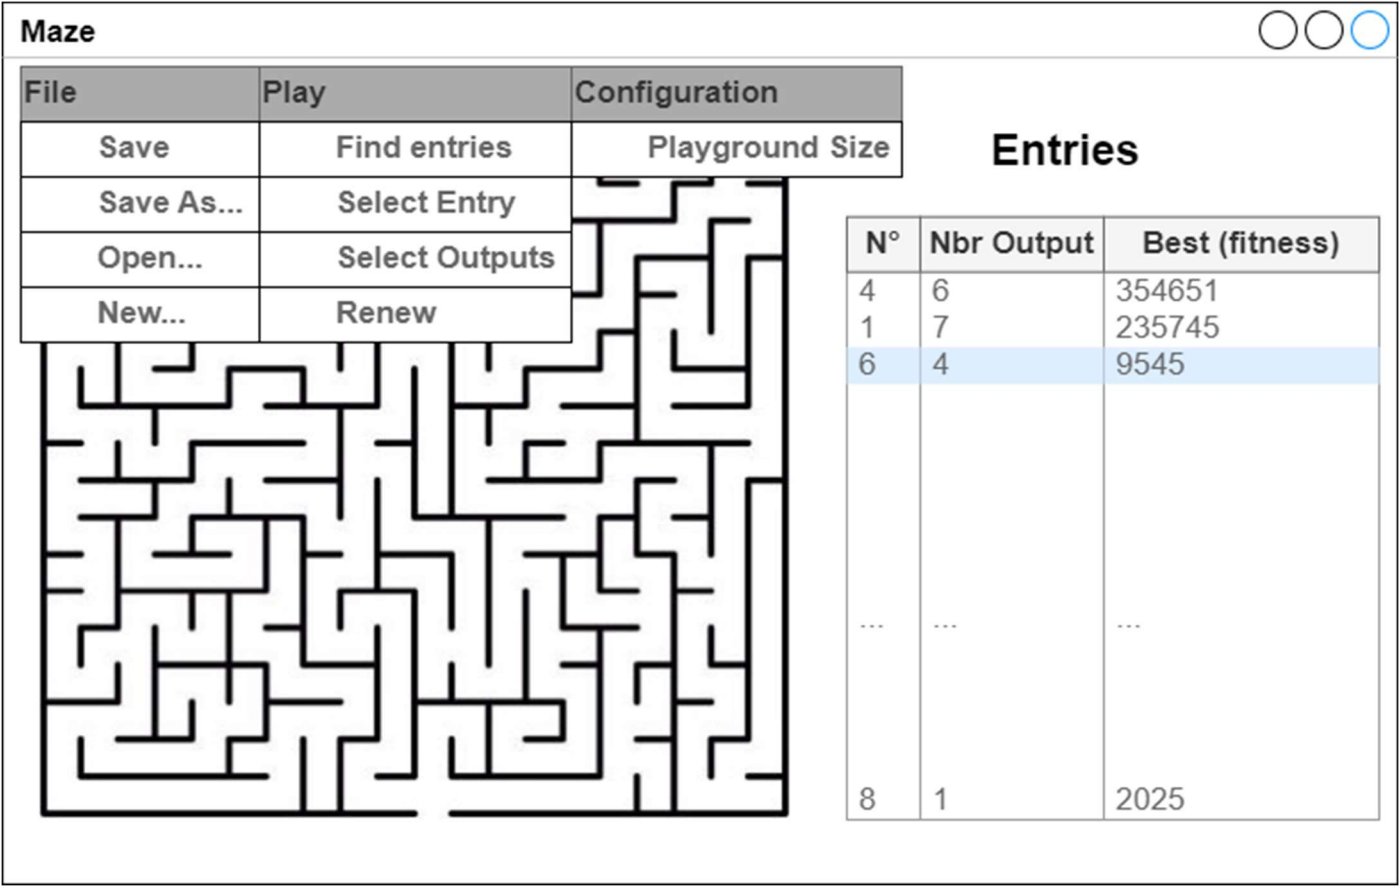 Maze
File Play Configuration
Save Find entries Playground Size
Save As... Select Entry
Open... Select Outputs
New... Renew
Entries
N° Nbr Output Best (fitness)
4 6 354651
1 7 235745
6 4 9545
... ... ...
8 1 2025